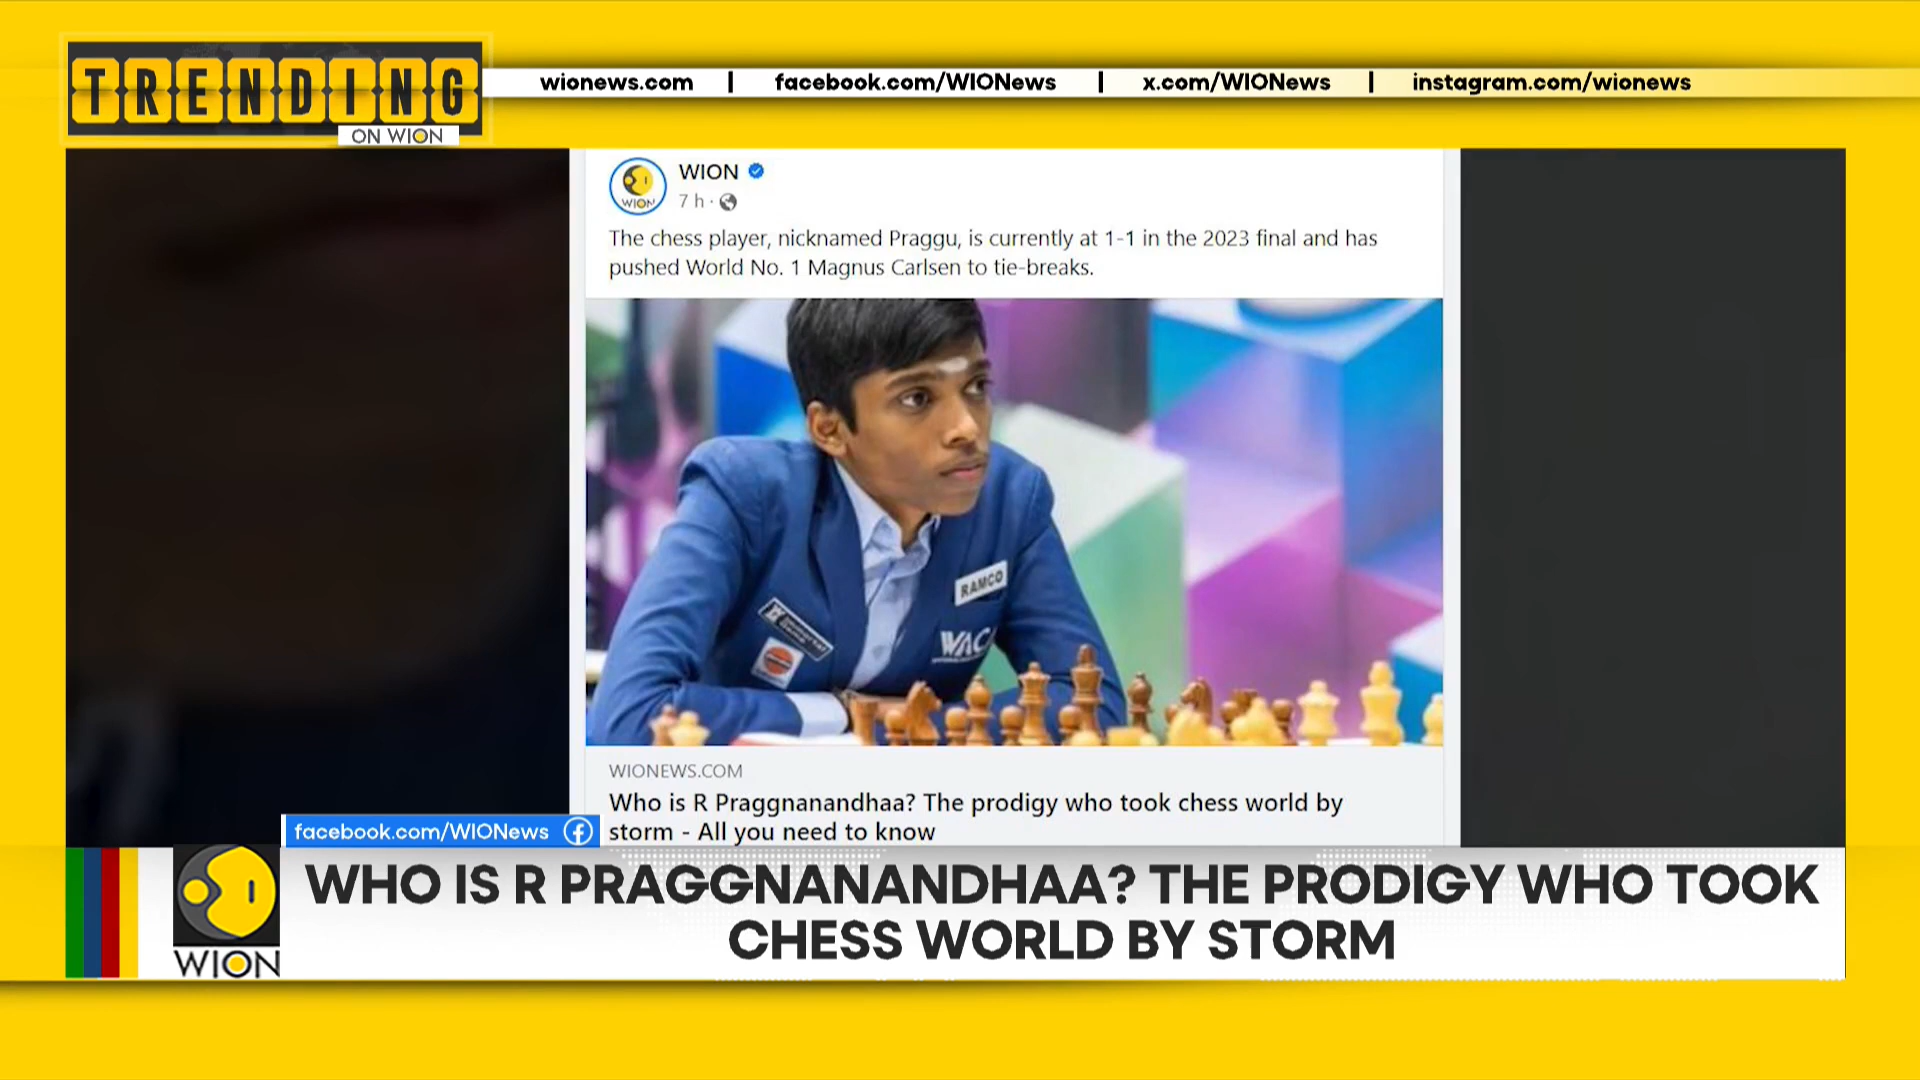 TRENDING
ON WION
wionews.com | facebook.com/WIONews | x.com/WIONews | instagram.com/wionews
WION
WION
7 h ·
The chess player, nicknamed Praggu, is currently at 1-1 in the 2023 final and has
pushed World No. 1 Magnus Carlsen to tie-breaks.
RAMCO
WACA
WIONEWS.COM
Who is R Praggnanandhaa? The prodigy who took chess world by
storm - All you need to know
facebook.com/WIONews
WHO IS R PRAGGNANANDHAA? THE PRODIGY WHO TOOK
CHESS WORLD BY STORM
WION